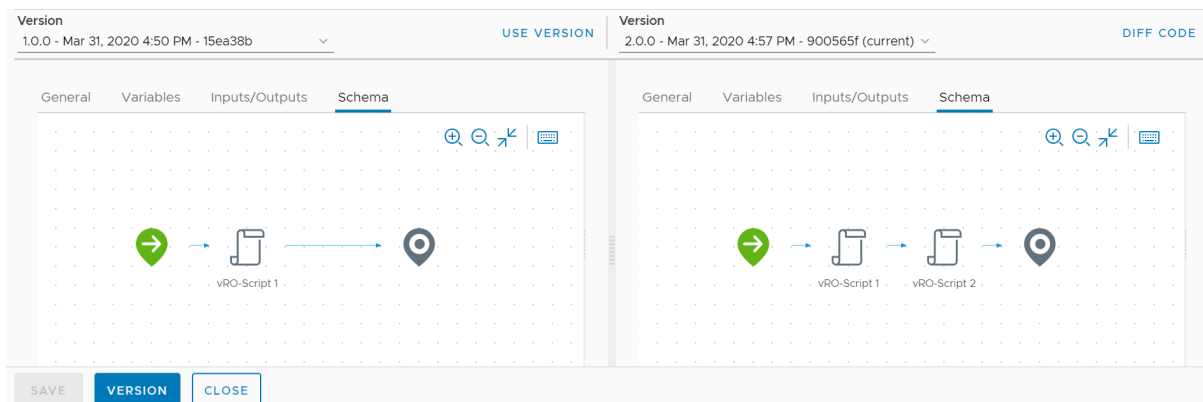 Version
1.0.0 - Mar 31, 2020 4:50 PM - 15ea38b
USE VERSION
General Variables Inputs/Outputs Schema
vRO-Script 1
Version
2.0.0 - Mar 31, 2020 4:57 PM - 900565f (current)
DIFF CODE
General Variables Inputs/Outputs Schema
vRO-Script 1 vRO-Script 2
SAVE VERSION CLOSE